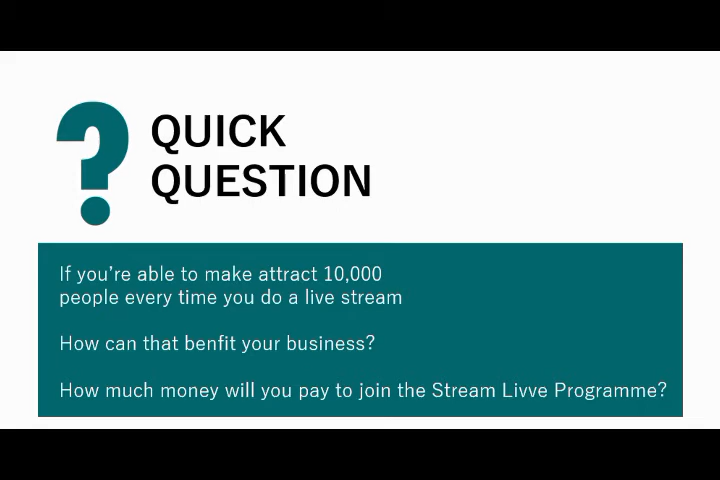 ?
QUICK
QUESTION
If you're able to make attract 10,000
people every time you do a live stream
How can that benfit your business?
How much money will you pay to join the Stream Livve Programme?